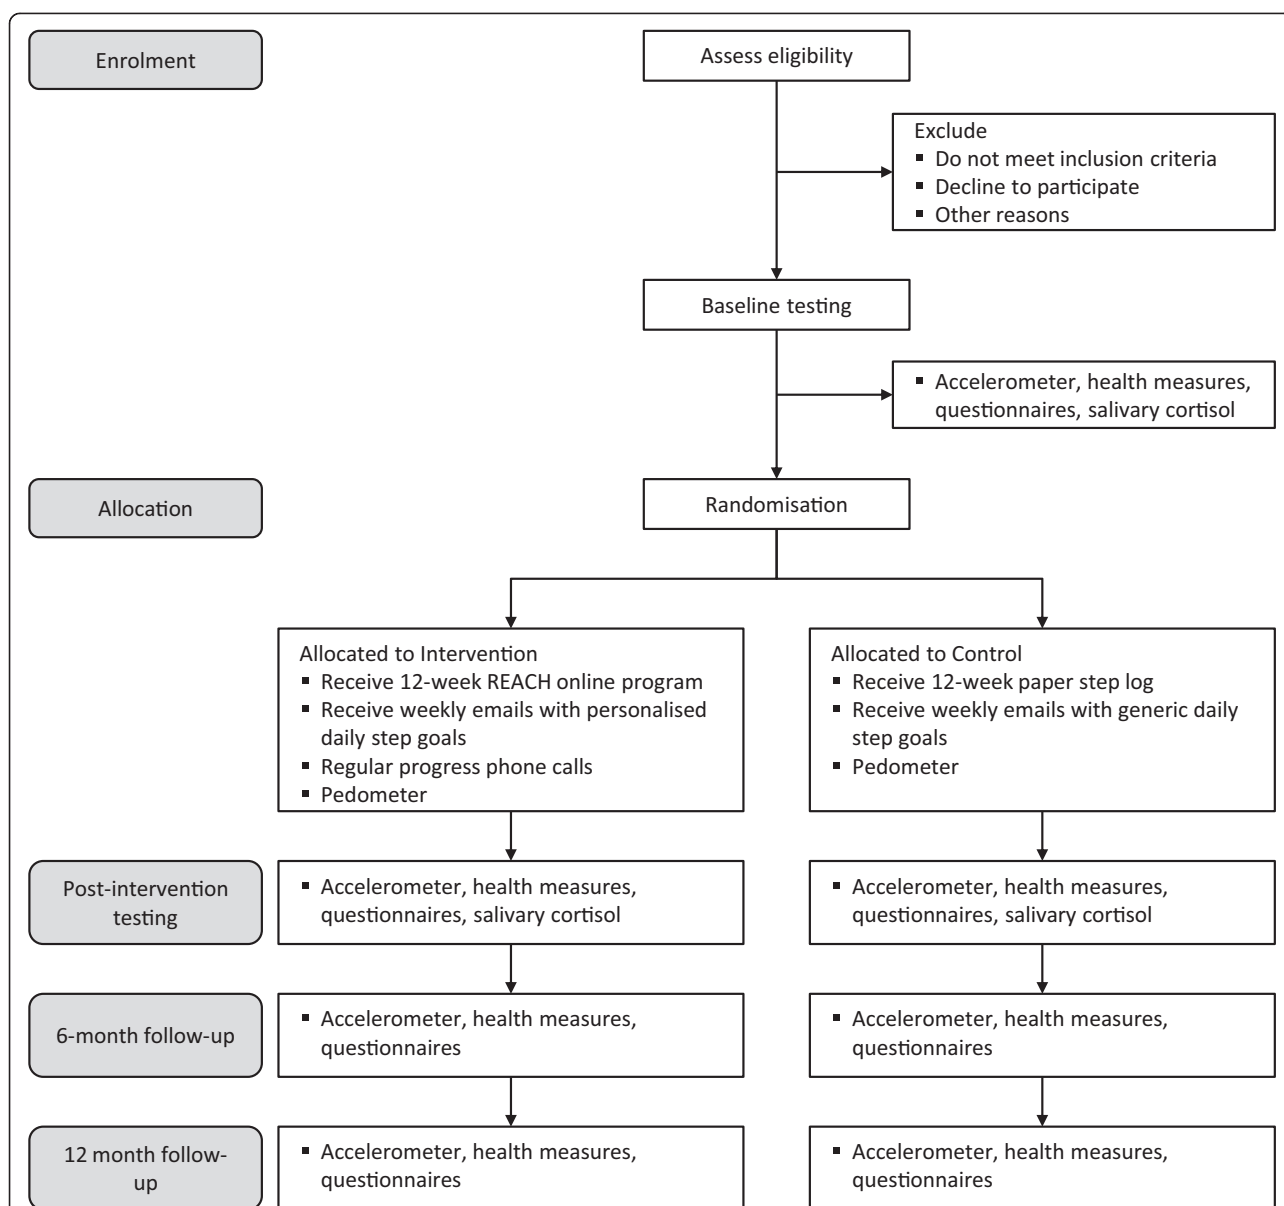 Enrolment
Assess eligibility
Exclude
▪ Do not meet inclusion criteria
▪ Decline to participate
▪ Other reasons
Baseline testing
▪ Accelerometer, health measures,
questionnaires, salivary cortisol
Allocation
Randomisation
Allocated to Intervention
▪ Receive 12-week REACH online program
▪ Receive weekly emails with personalised
daily step goals
▪ Regular progress phone calls
▪ Pedometer
Allocated to Control
▪ Receive 12-week paper step log
▪ Receive weekly emails with generic daily
step goals
▪ Pedometer
Post-intervention
testing
▪ Accelerometer, health measures,
questionnaires, salivary cortisol
▪ Accelerometer, health measures,
questionnaires, salivary cortisol
6-month follow-up
▪ Accelerometer, health measures,
questionnaires
▪ Accelerometer, health measures,
questionnaires
12 month follow-
up
▪ Accelerometer, health measures,
questionnaires
▪ Accelerometer, health measures,
questionnaires